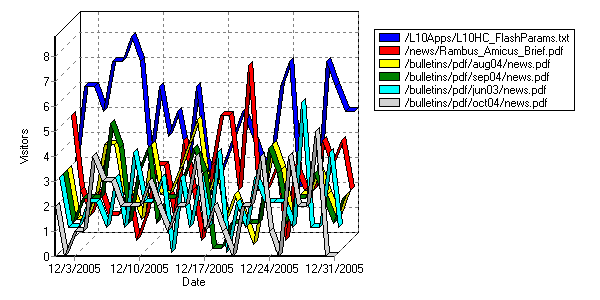 /L10Apps/L10HC_FlashParams.txt
/news/Rambus_Amicus_Brief.pdf
/bulletins/pdf/aug04/news.pdf
/bulletins/pdf/sep04/news.pdf
/bulletins/pdf/jun03/news.pdf
/bulletins/pdf/oct04/news.pdf
8
7
6
5
4
3
2
1
0
Visitors
12/3/2005 12/10/2005 12/17/2005 12/24/2005 12/31/2005
Date